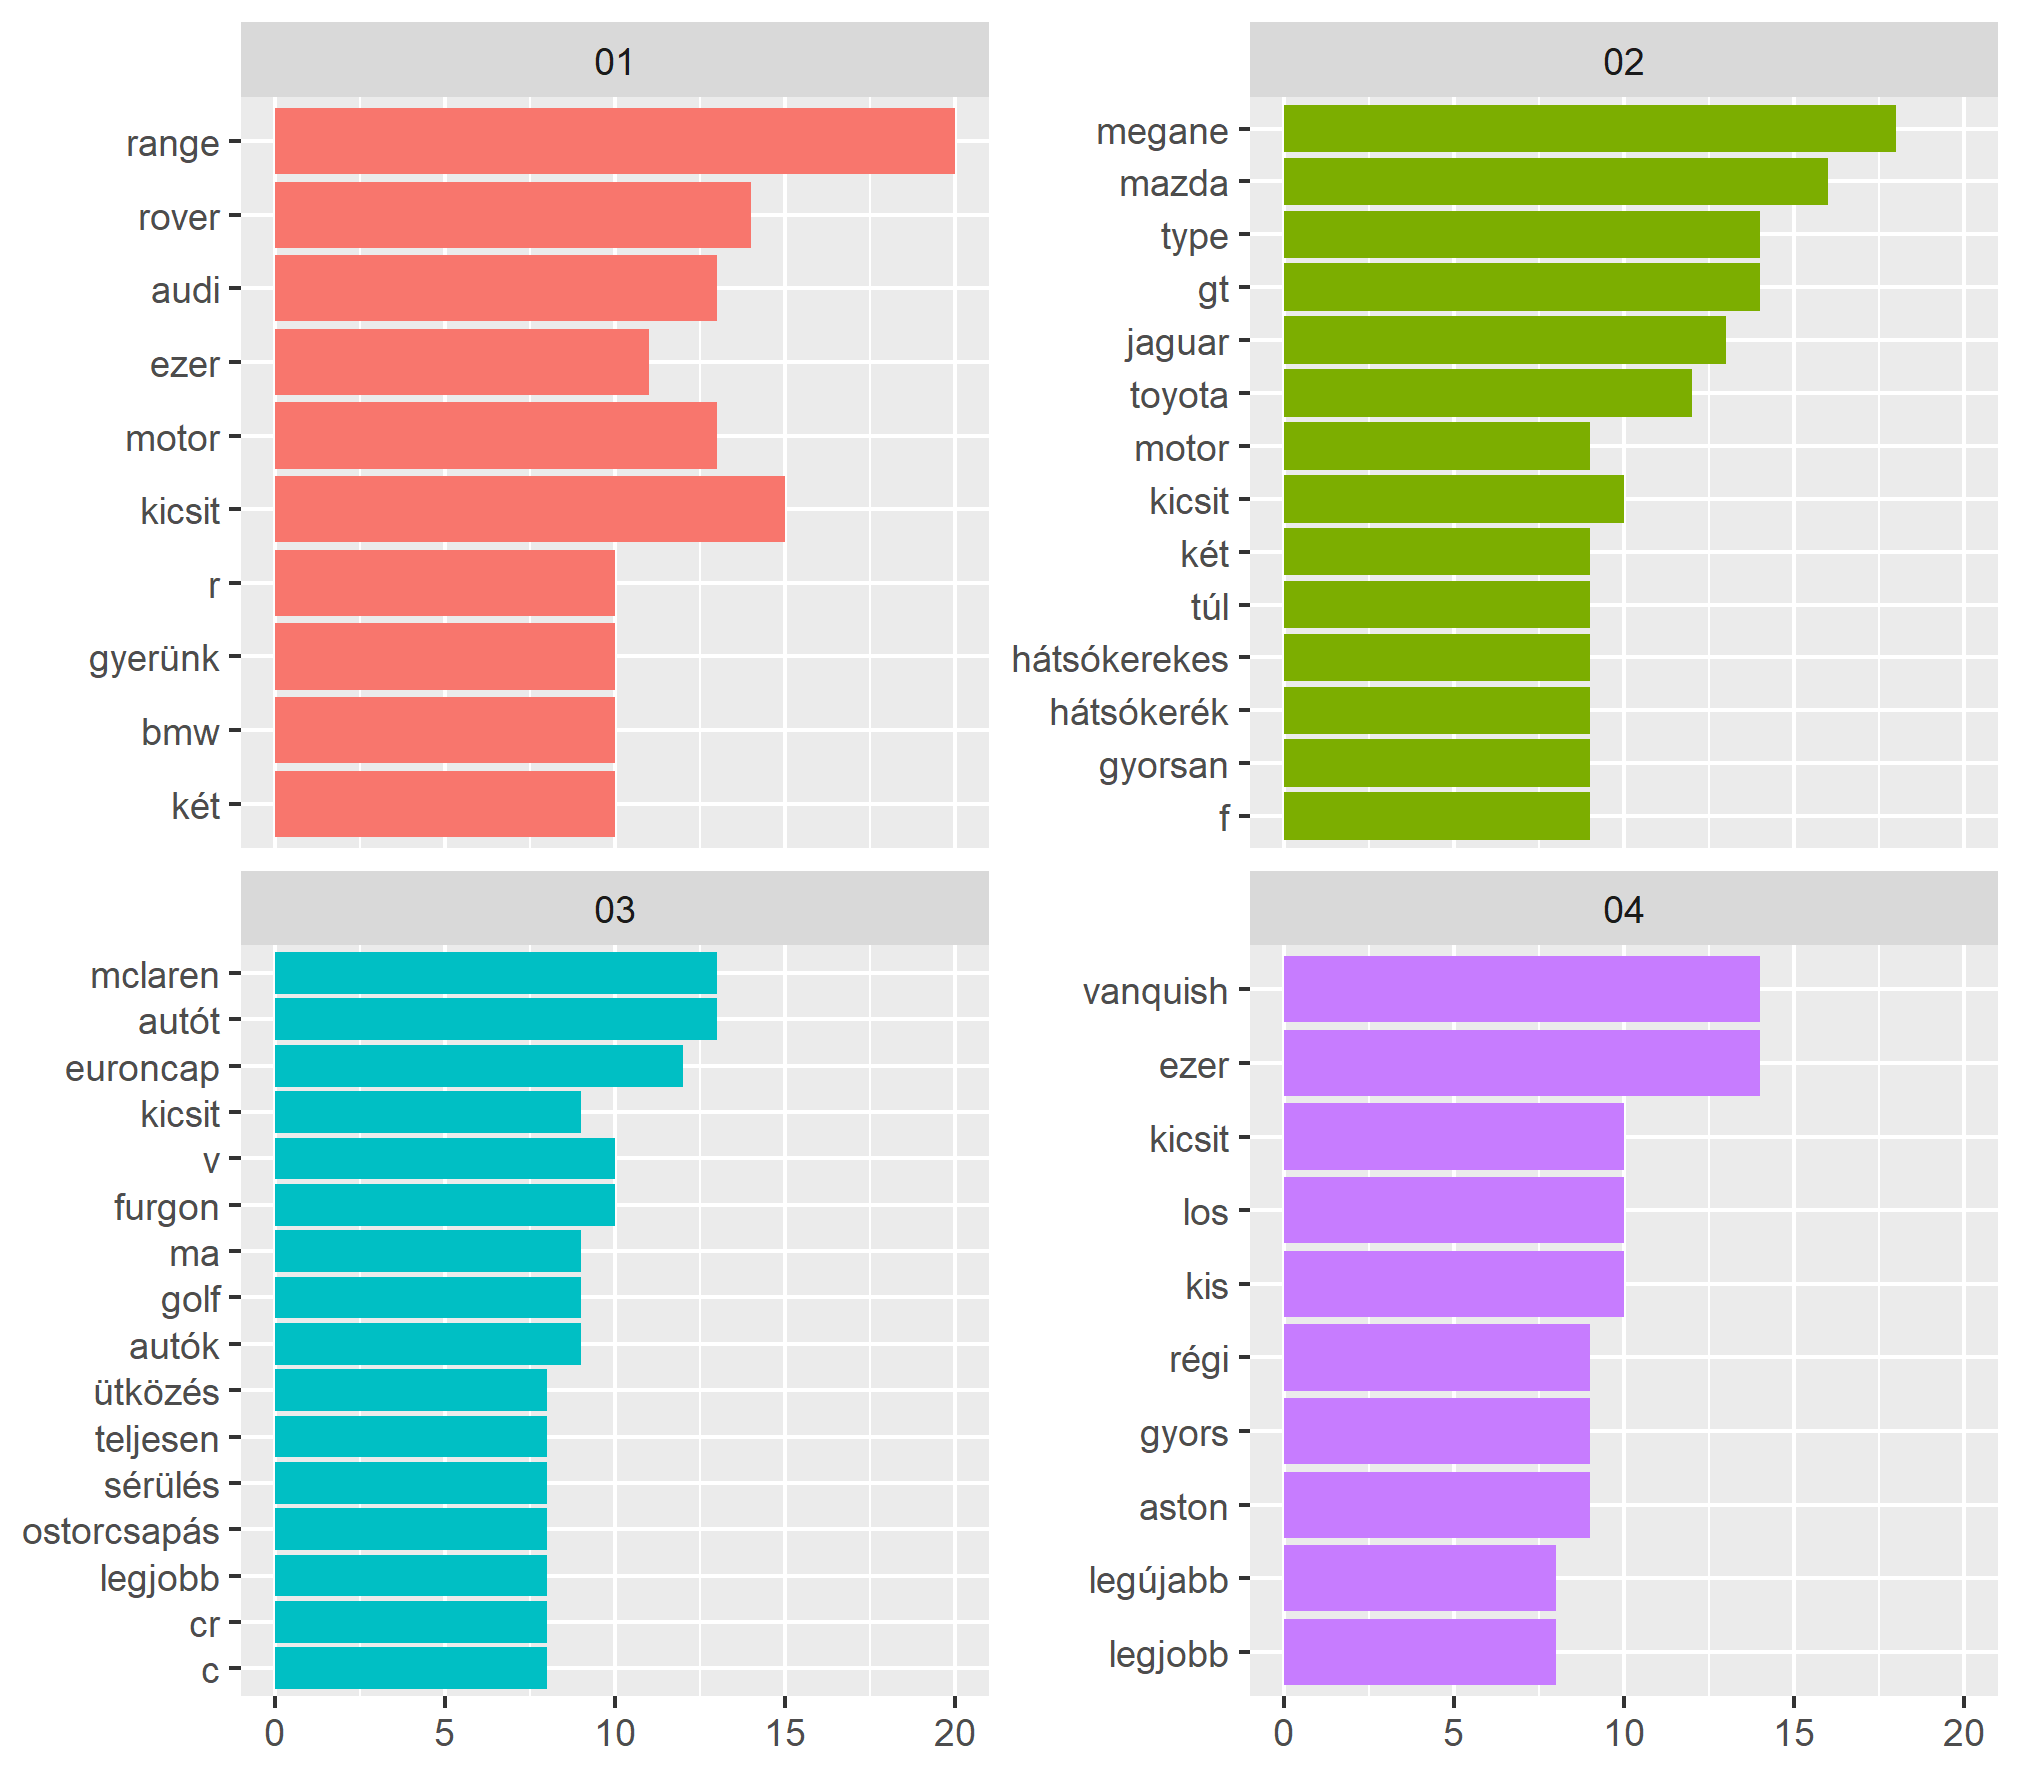 01
range
rover
audi
ezer
motor
kicsit
r
gyerünk
bmw
két
02
megane
mazda
type
gt
jaguar
toyota
motor
kicsit
két
túl
hátsókerekes
hátsókerék
gyorsan
f
03
mclaren
autót
euroncap
kicsit
v
furgon
ma
golf
autók
ütközés
teljesen
sérülés
ostorcsapás
legjobb
cr
c
0 5 10 15 20
04
vanquish
ezer
kicsit
los
kis
régi
gyors
aston
legújabb
legjobb
0 5 10 15 20